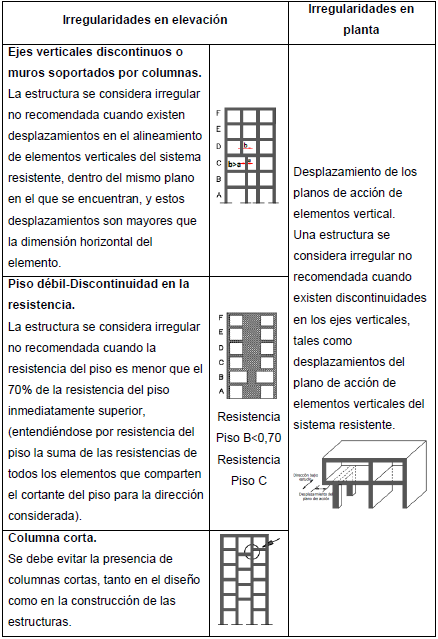 Irregularidades en elevación
Irregularidades en
planta
Ejes verticales discontinuos o
muros soportados por columnas.
La estructura se considera irregular
no recomendada cuando existen
desplazamientos en el alineamiento
de elementos verticales del sistema
resistente, dentro del mismo plano
en el que se encuentran, y estos
desplazamientos son mayores que
la dimensión horizontal del
elemento.
F
E
D
C
B
A
b
b>a
a
Piso débil-Discontinuidad en la
resistencia.
La estructura se considera irregular
no recomendada cuando la
resistencia del piso es menor que el
70% de la resistencia del piso
inmediatamente superior,
(entendiéndose por resistencia del
piso la suma de las resistencias de
todos los elementos que comparten
el cortante del piso para la dirección
considerada).
F
E
D
C
B
A
Resistencia
Piso B<0,70
Resistencia
Piso C
Columna corta.
Se debe evitar la presencia de
columnas cortas, tanto en el diseño
como en la construcción de las
estructuras.
Desplazamiento de los
planos de acción de
elementos vertical.
Una estructura se
considera irregular no
recomendada cuando
existen discontinuidades
en los ejes verticales,
tales como
desplazamientos del
plano de acción de
elementos verticales del
sistema resistente.
Dirección bajo
estudio
Desplazamiento del
plano de acción